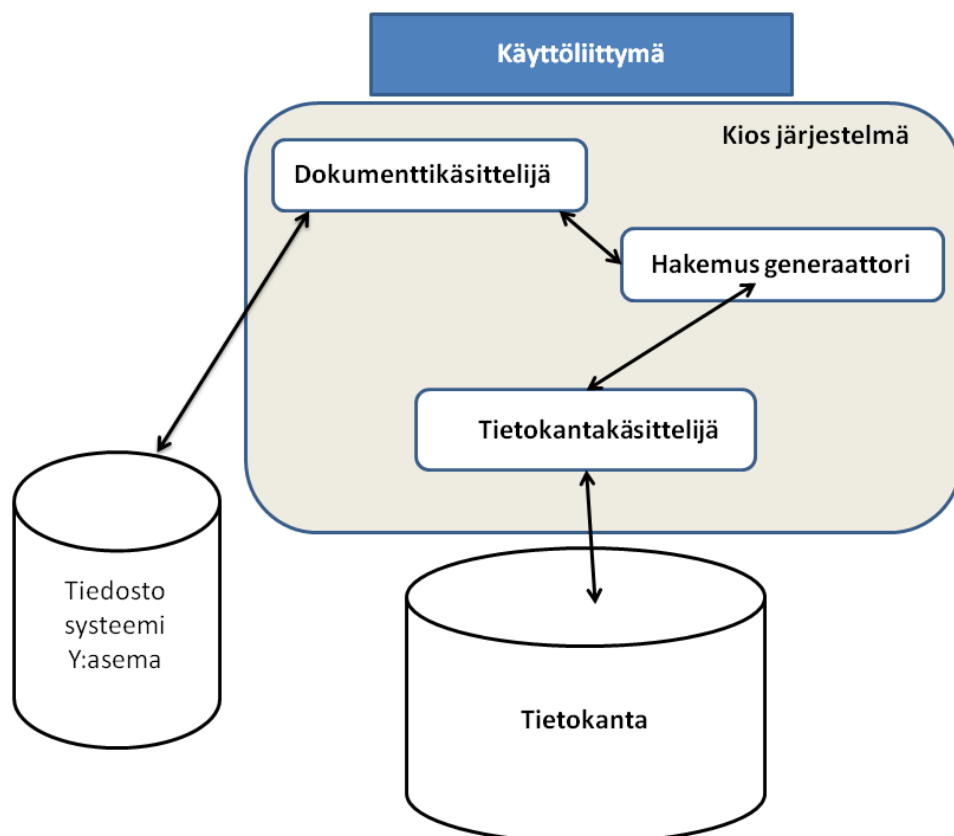 Käyttöliittymä
Kios järjestelmä
Dokumenttikäsittelijä
Hakemus generaattori
Tietokantakäsittelijä
Tiedosto
systeemi
Y:asema
Tietokanta